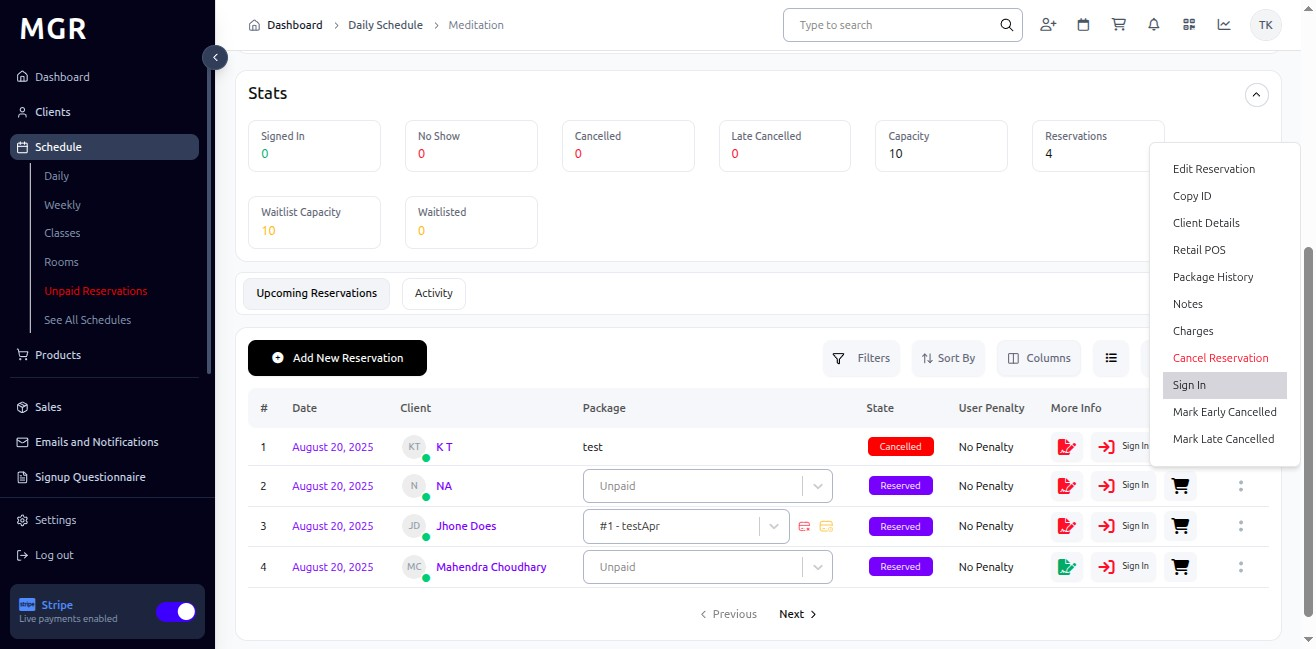 MGR
Dashboard
Clients
Schedule
Daily
Weekly
Classes
Rooms
Unpaid Reservations
See All Schedules
Products
Sales
Emails and Notifications
Signup Questionnaire
Settings
Log out
stripe Stripe
Live payments enabled
Dashboard > Daily Schedule > Meditation
Type to search
TK
Stats
Signed In
0
No Show
0
Cancelled
0
Late Cancelled
0
Capacity
10
Reservations
4
Waitlist Capacity
10
Waitlisted
0
Upcoming Reservations
Activity
Add New Reservation
Filters
Sort By
Columns
# Date Client Package State User Penalty More Info
1 August 20, 2025 KT K T test Cancelled No Penalty Sign In
2 August 20, 2025 N NA Unpaid Reserved No Penalty Sign In
3 August 20, 2025 JD Jhone Does #1 - testApr Reserved No Penalty Sign In
4 August 20, 2025 MC Mahendra Choudhary Unpaid Reserved No Penalty Sign In
Previous
Next
Edit Reservation
Copy ID
Client Details
Retail POS
Package History
Notes
Charges
Cancel Reservation
Sign In
Mark Early Cancelled
Mark Late Cancelled